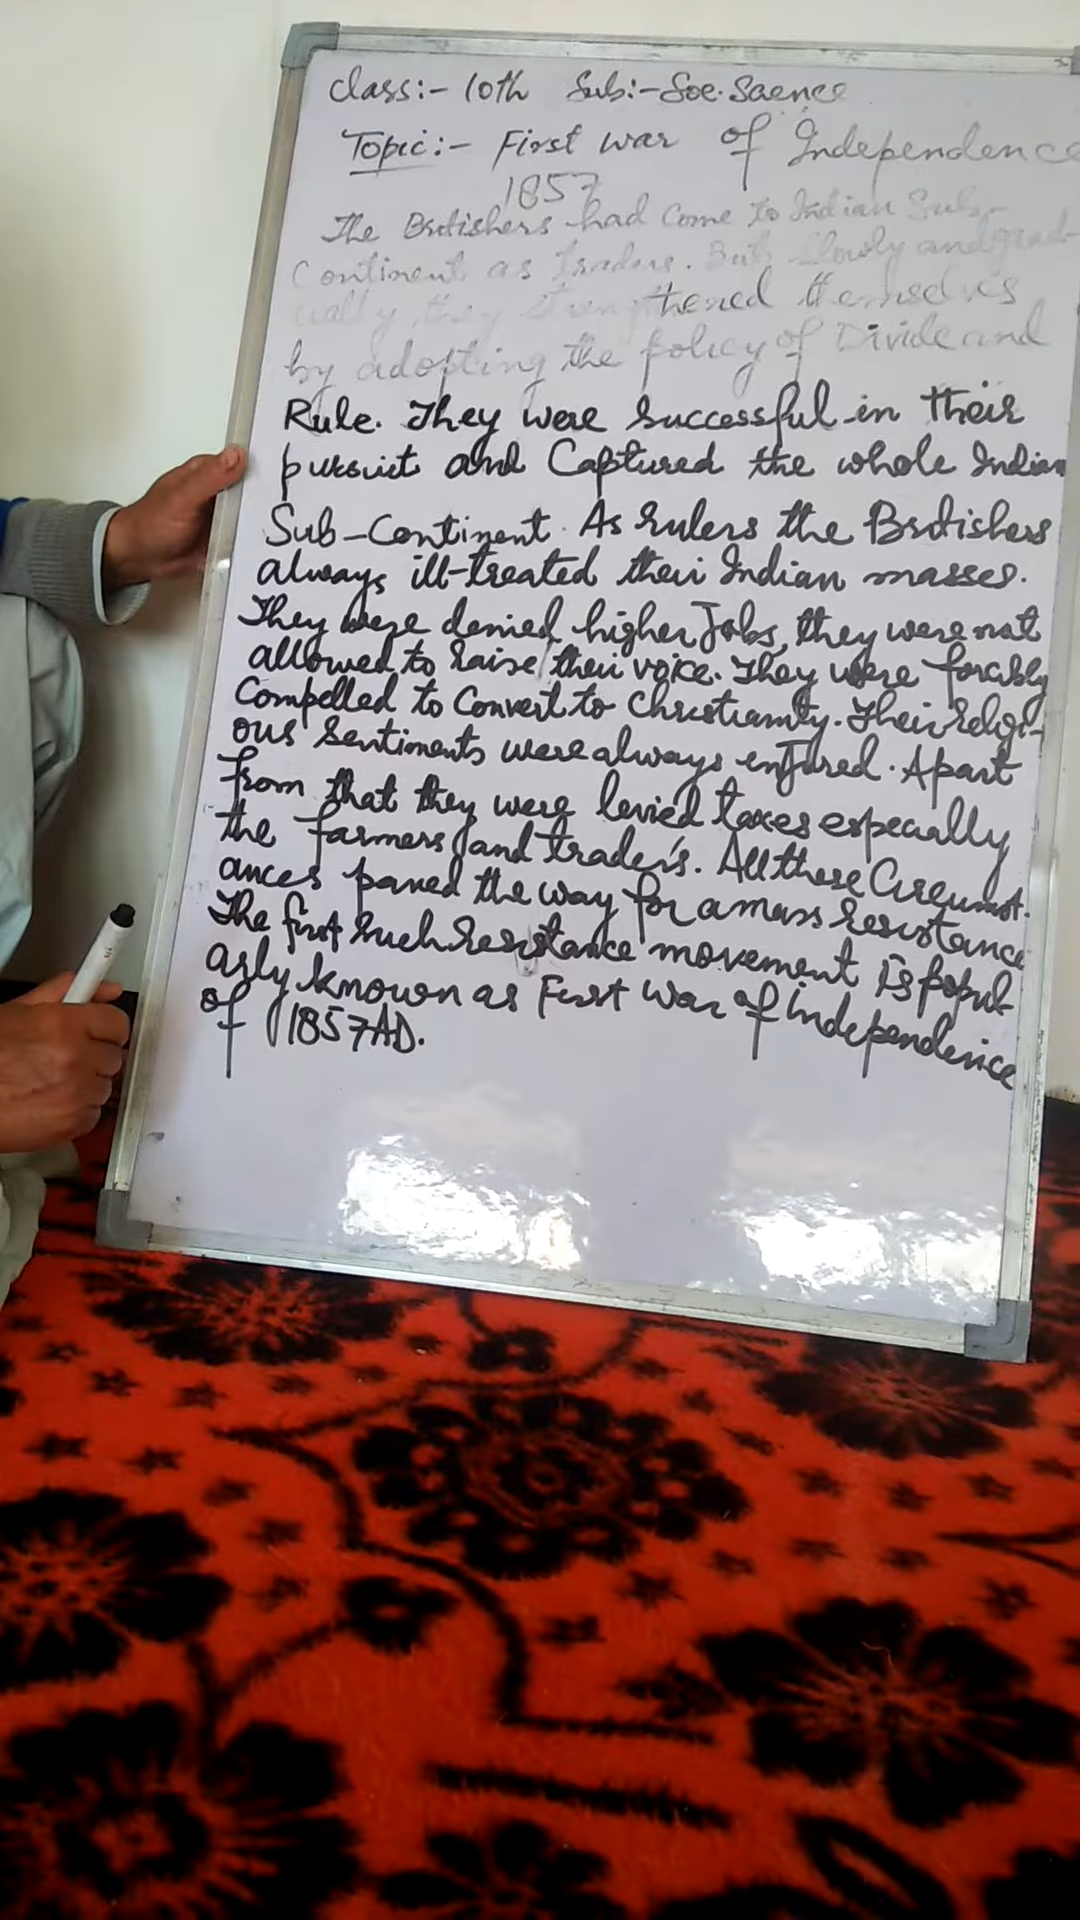 Class:- 10th Sub:- Soc. Science
Topic:- First war of Independence
1857
The Britishers had Come to Indian Sub-
Continent as traders. But slowly and grad-
ually they strengthened themselves
by adopting the policy of Divide and
Rule. They were successful in their
pursuit and Captured the whole Indian
Sub-Continent. As rulers the Britishers
always ill-treated their Indian masses.
They were denied higher Jobs, they were not
allowed to raise their voice. They were forcibly
Compelled to Convert to Christianity. Their religi-
ous sentiments were always enjured. Apart
from that they were levied taxes especially
the farmers and traders. All these Circumst-
ances paved the way for a mass resistance
The first such resistance movement is popul-
arly known as First War of independence
of 1857AD.